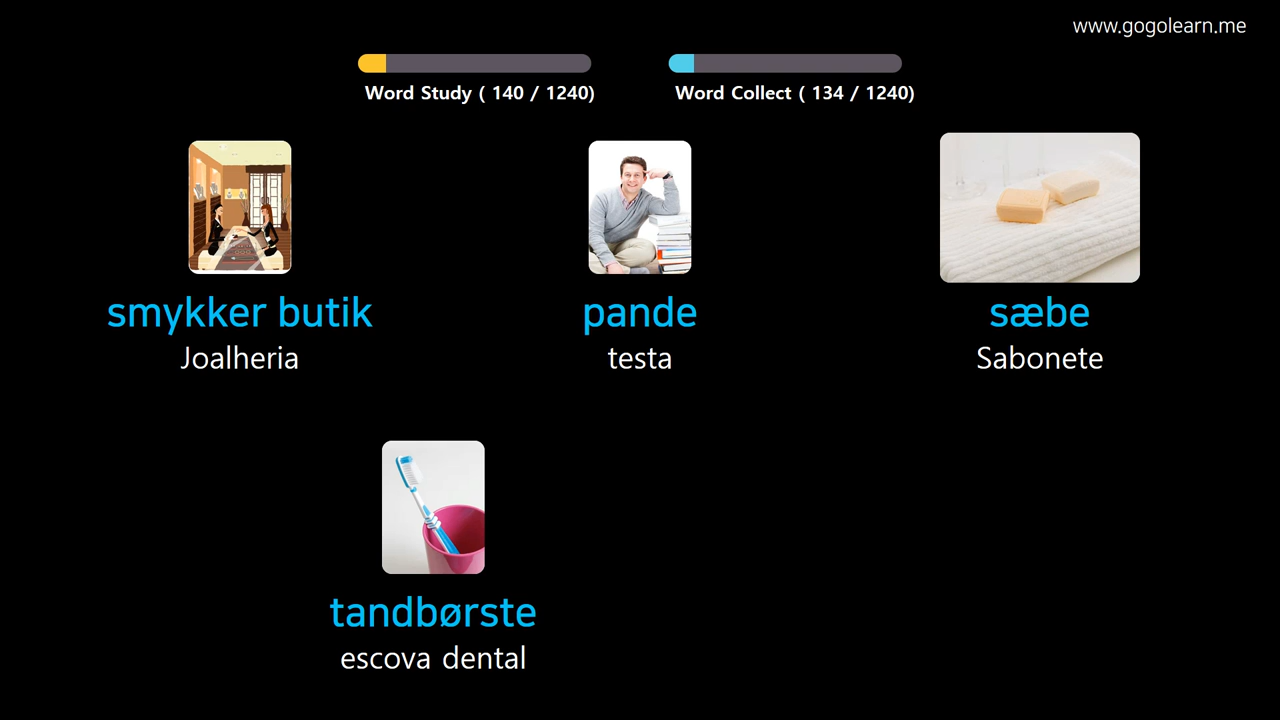 www.gogolearn.me
Word Study ( 140 / 1240)
Word Collect ( 134 / 1240)
smykker butik
Joalheria
pande
testa
sæbe
Sabonete
tandbørste
escova dental